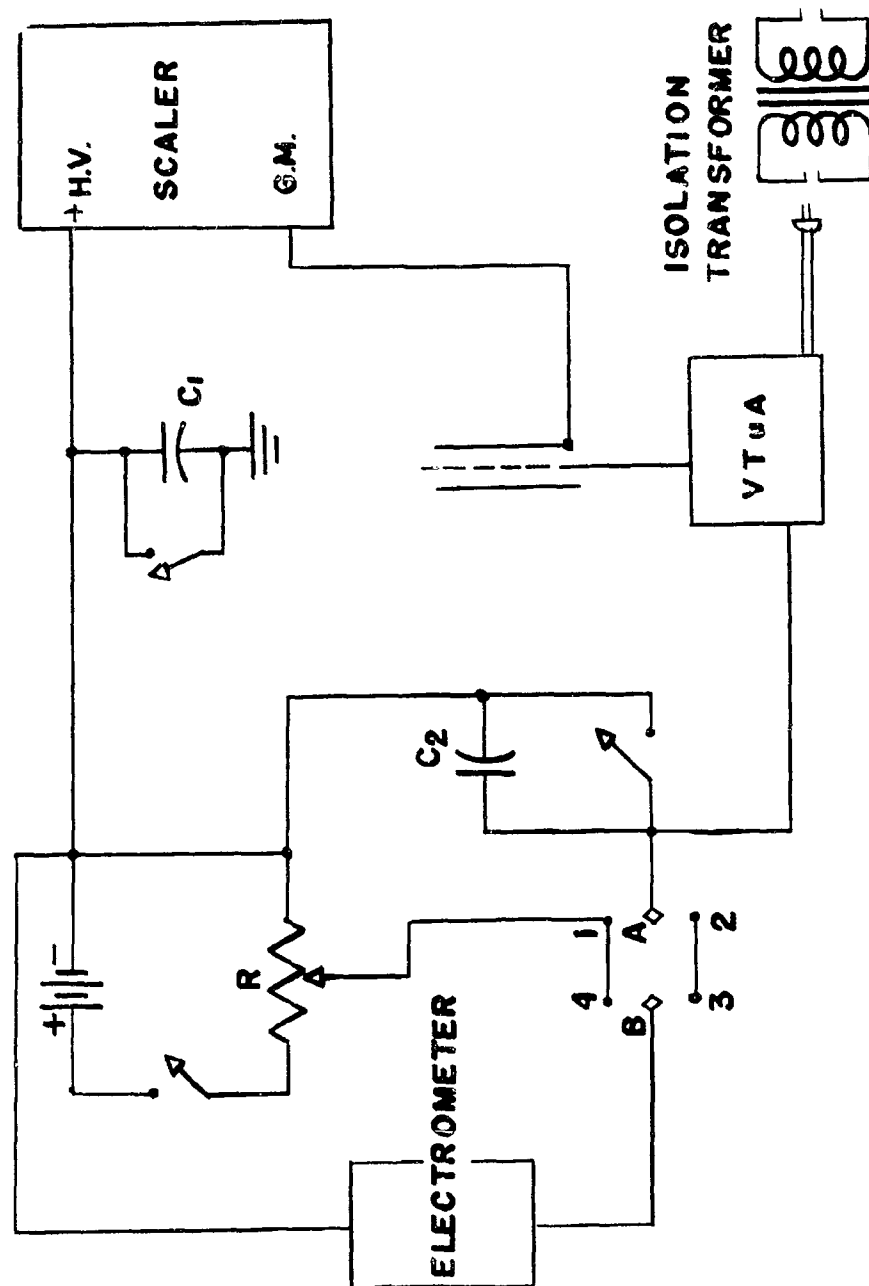 + H.V.
SCALER
G.M.
C1
ISOLATION
TRANSFORMER
VTuA
C2
+
−
R
1
4
A
B
2
3
ELECTROMETER